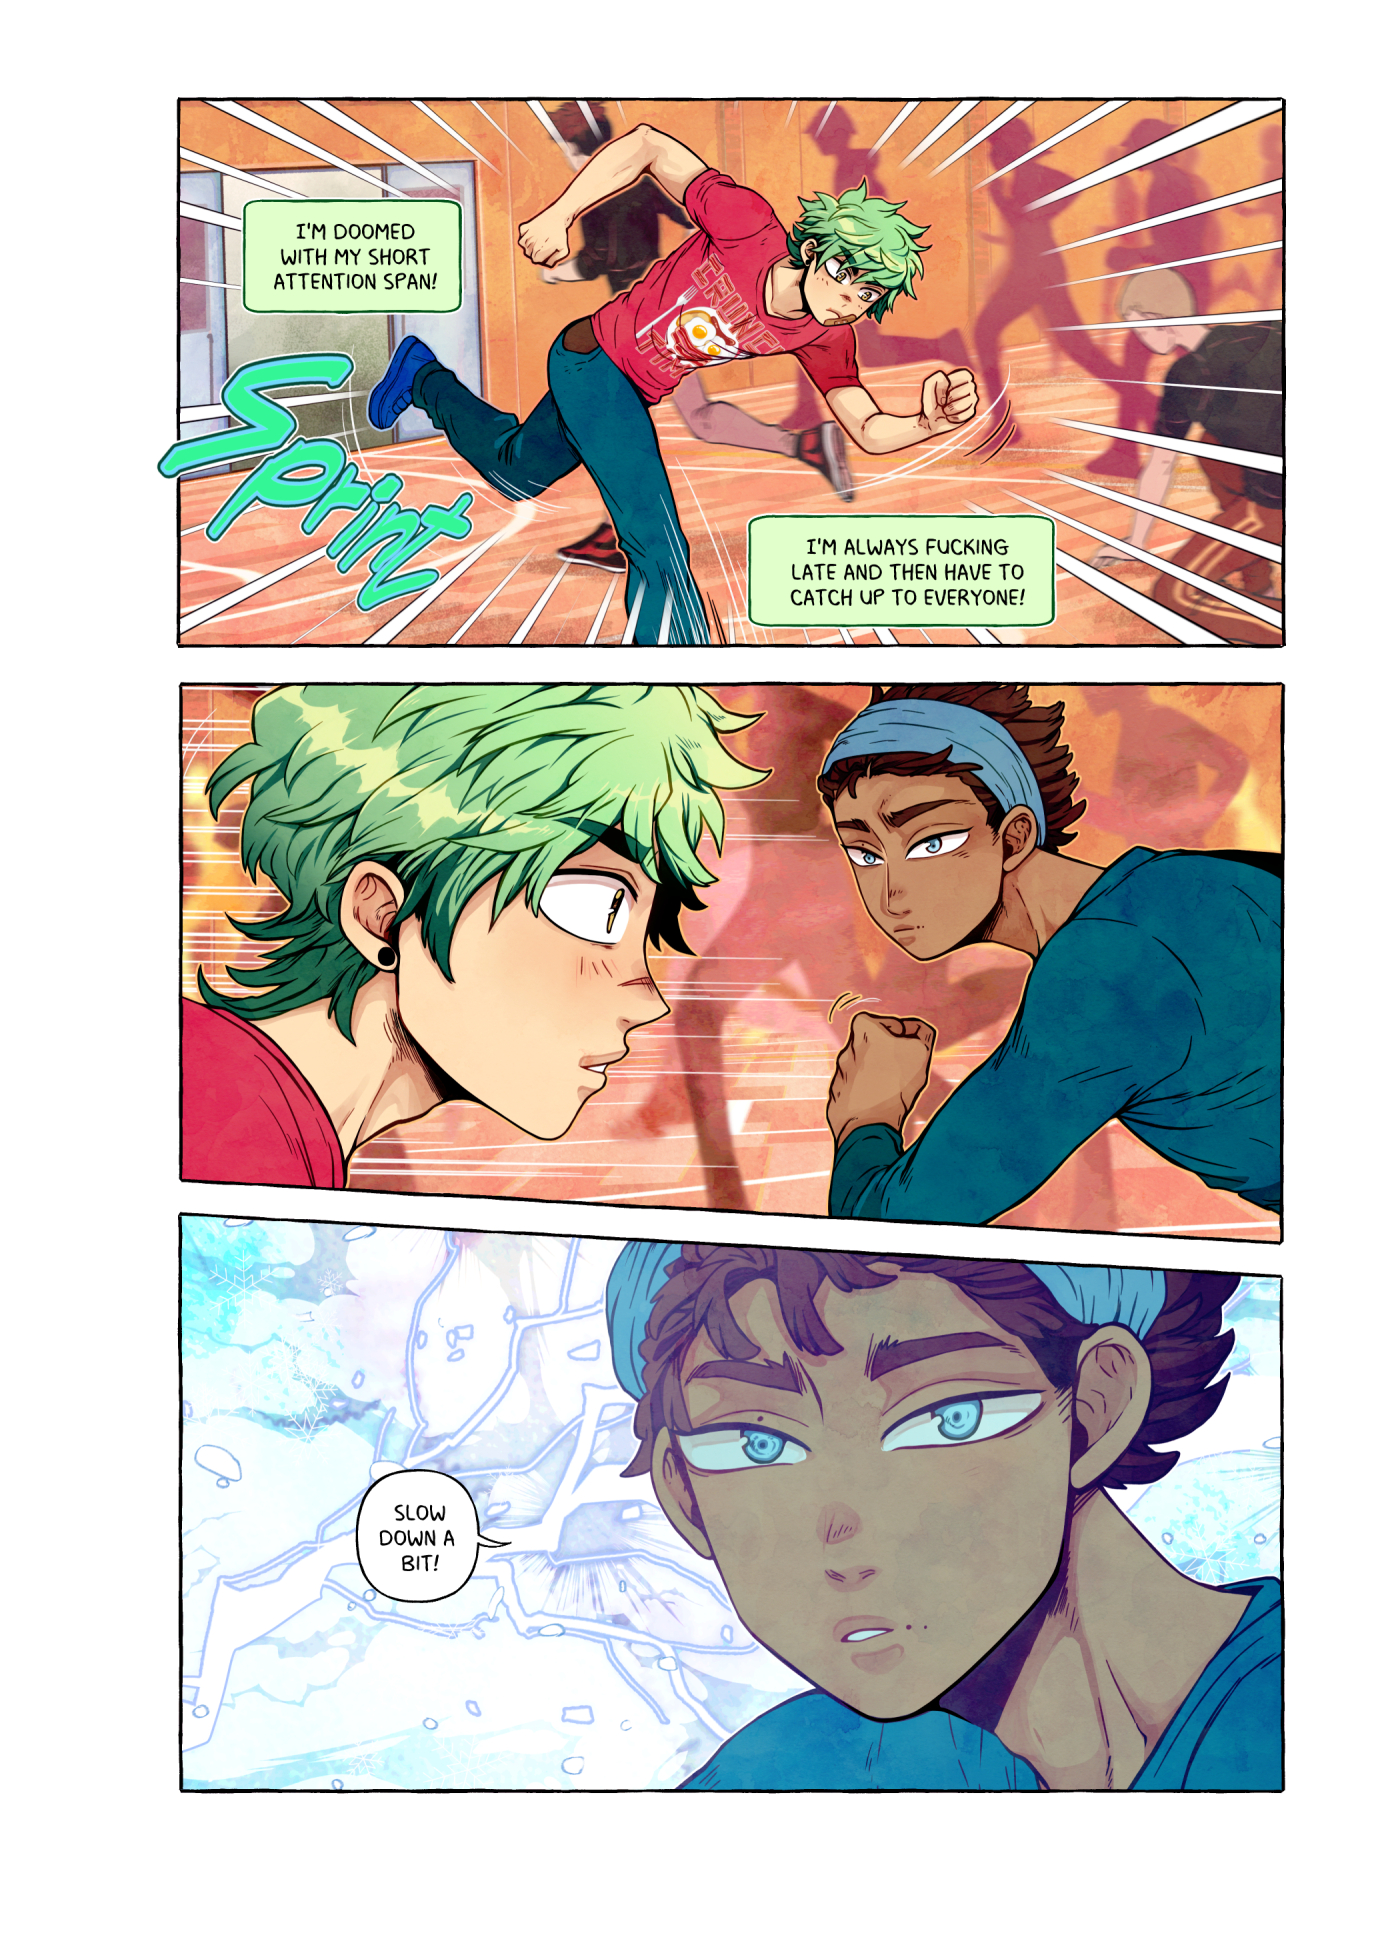 I'M DOOMED
WITH MY SHORT
ATTENTION SPAN!
Sprint
I'M ALWAYS FUCKING
LATE AND THEN HAVE TO
CATCH UP TO EVERYONE!
SLOW
DOWN A
BIT!